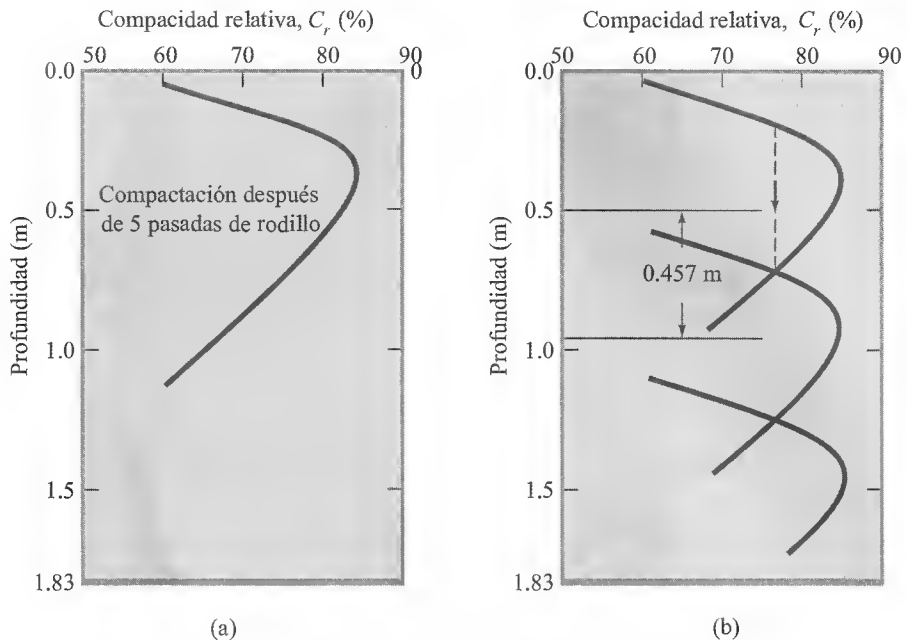 Compacidad relativa, C_r (%)
50 60 70 80 90
0.0
0.5
1.0
1.5
1.83
Profundidad (m)
Compactación después
de 5 pasadas de rodillo
(a)
Compacidad relativa, C_r (%)
0 60 70 80 90
0.0
0.5
1.0
1.5
1.83
Profundidad (m)
0.457 m
(b)